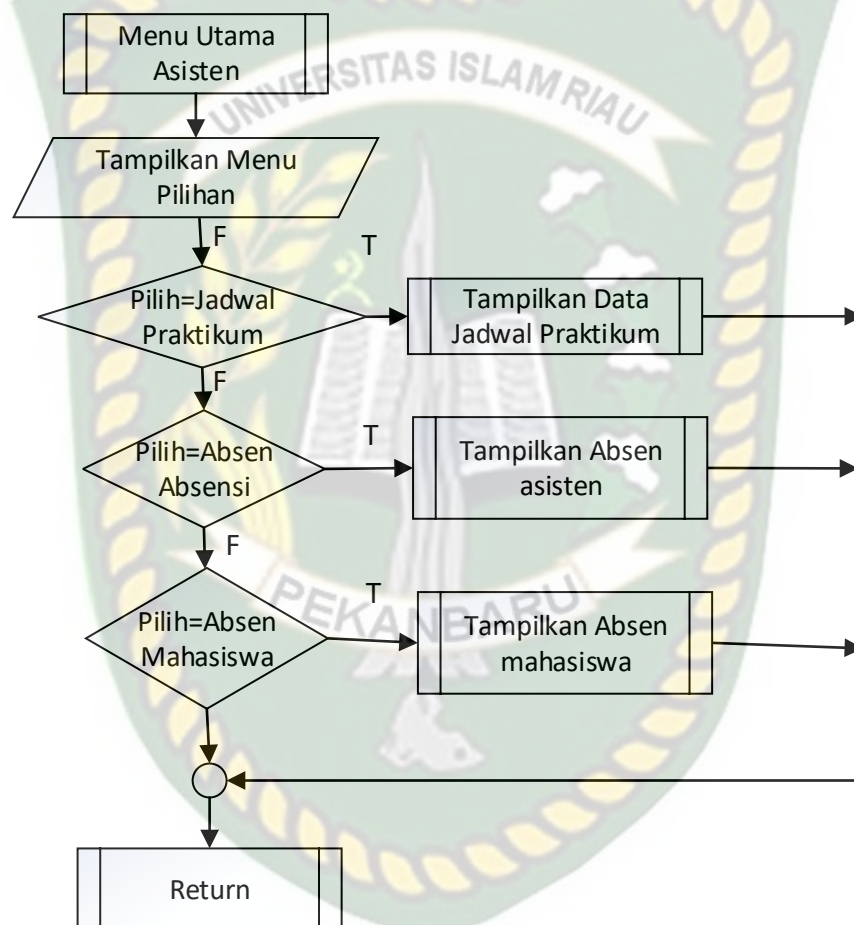 Menu Utama
Asisten
UNIVERSITAS ISLAM RIAU
Tampilkan Menu
Pilihan
F
T
Pilih=Jadwal
Praktikum
Tampilkan Data
Jadwal Praktikum
F
T
Pilih=Absen
Absensi
Tampilkan Absen
asisten
F
T
PEKANBARU
Pilih=Absen
Mahasiswa
Tampilkan Absen
mahasiswa
Return